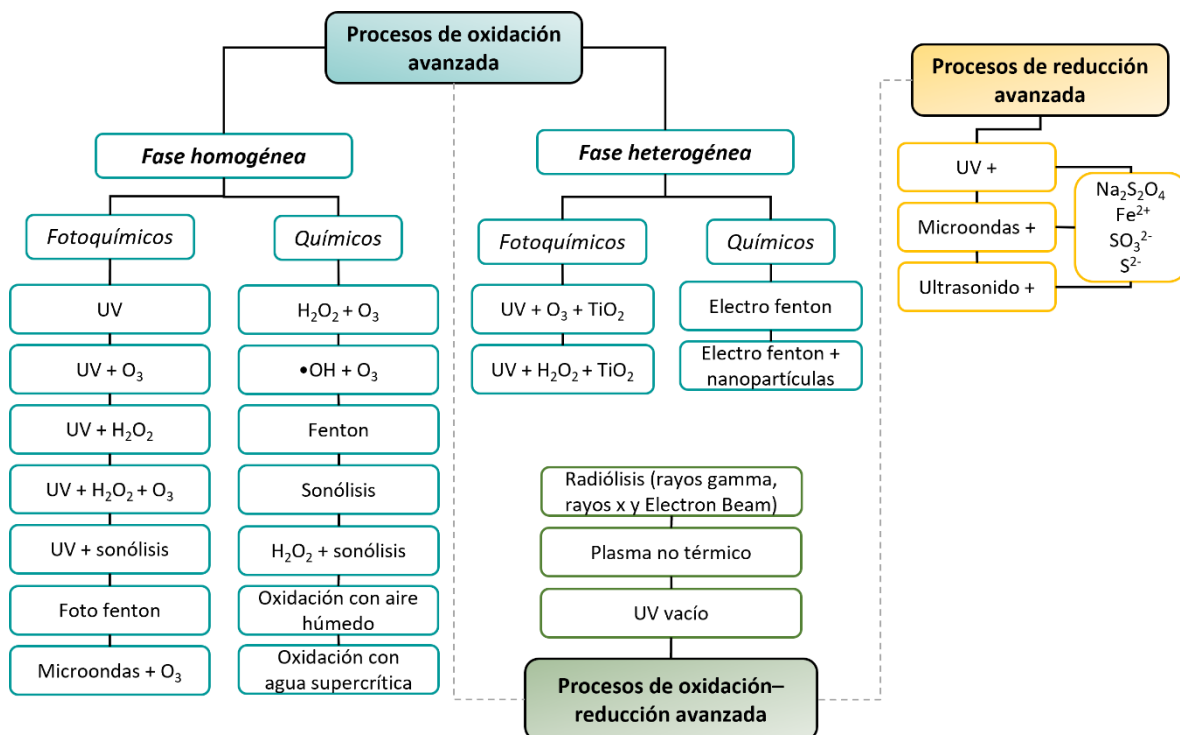 Procesos de oxidación
avanzada
Fase homogénea
Fotoquímicos
UV
UV + O₃
UV + H₂O₂
UV + H₂O₂ + O₃
UV + sonólisis
Foto fenton
Microondas + O₃
Químicos
H₂O₂ + O₃
•OH + O₃
Fenton
Sonólisis
H₂O₂ + sonólisis
Oxidación con aire
húmedo
Oxidación con
agua supercrítica
Fase heterogénea
Fotoquímicos
UV + O₃ + TiO₂
UV + H₂O₂ + TiO₂
Químicos
Electro fenton
Electro fenton +
nanopartículas
Radiólisis (rayos gamma,
rayos x y Electron Beam)
Plasma no térmico
UV vacío
Procesos de oxidación–
reducción avanzada
Procesos de reducción
avanzada
UV +
Microondas +
Ultrasonido +
Na₂S₂O₄
Fe²⁺
SO₃²⁻
S²⁻